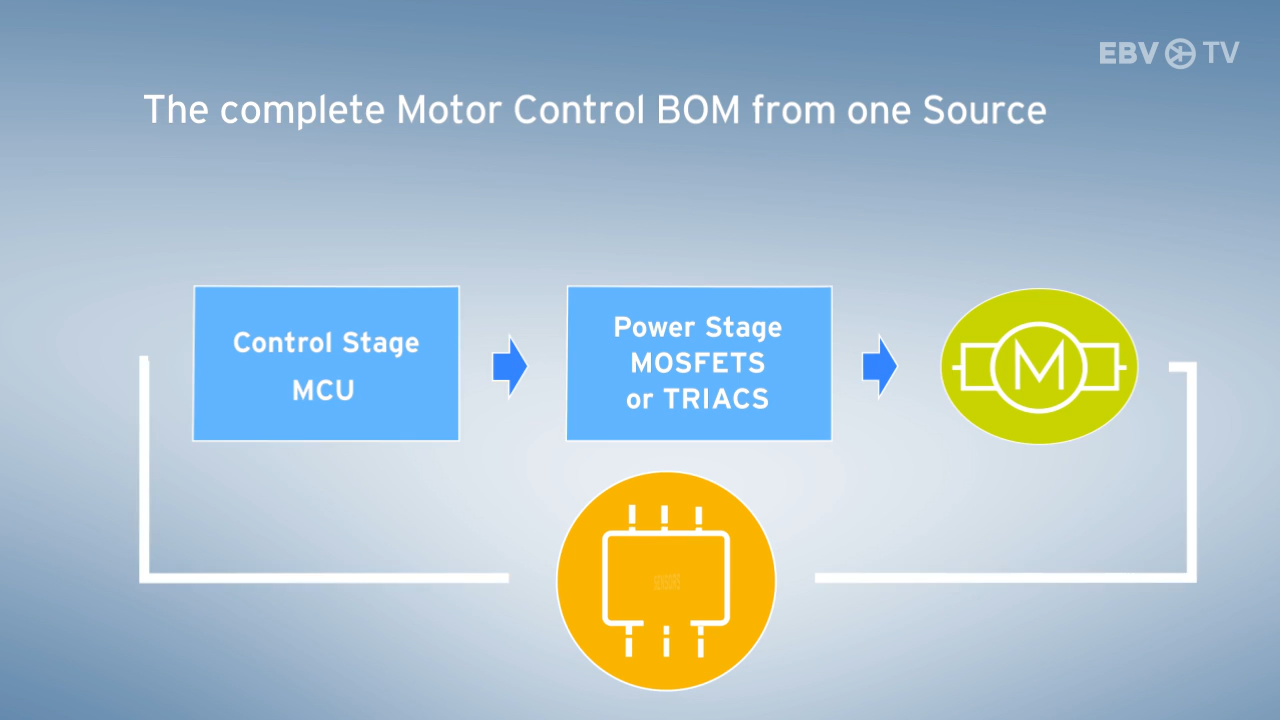 EBV TV
The complete Motor Control BOM from one Source
Control Stage
MCU
Power Stage
MOSFETS
or TRIACS
M